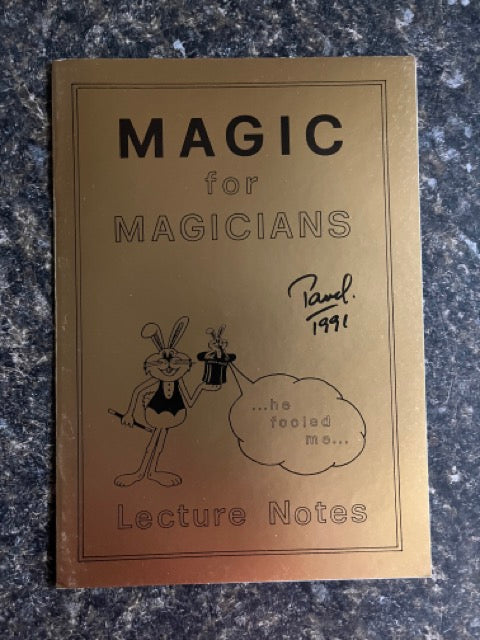 MAGIC
for
MAGICIANS
Pavel.
1991
...he
fooled
me...
Lecture Notes